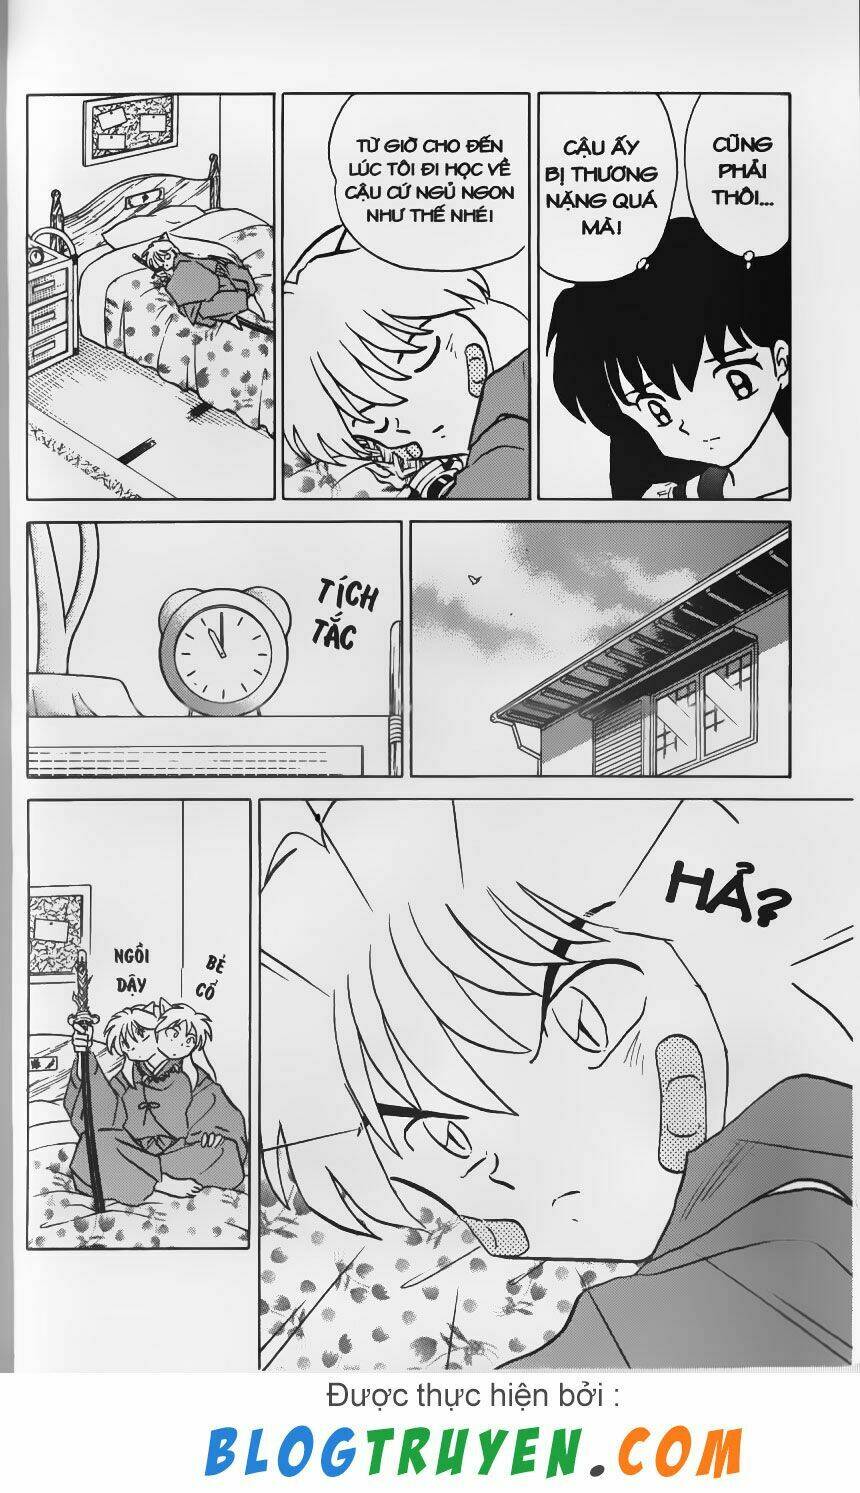 CŨNG
PHẢI
THÔI...
CẬU ẤY
BỊ THƯƠNG
NẶNG QUÁ
MÀ!
TỪ GIỜ CHO ĐẾN
LÚC TÔI ĐI HỌC VỀ
CẬU CỨ NGỦ NGON
NHƯ THẾ NHÉ!
TÍCH
TẮC
HẢ?
BẺ
CỔ
NGỒI
DẬY
Được thực hiện bởi :
BLOGTRUYEN.COM